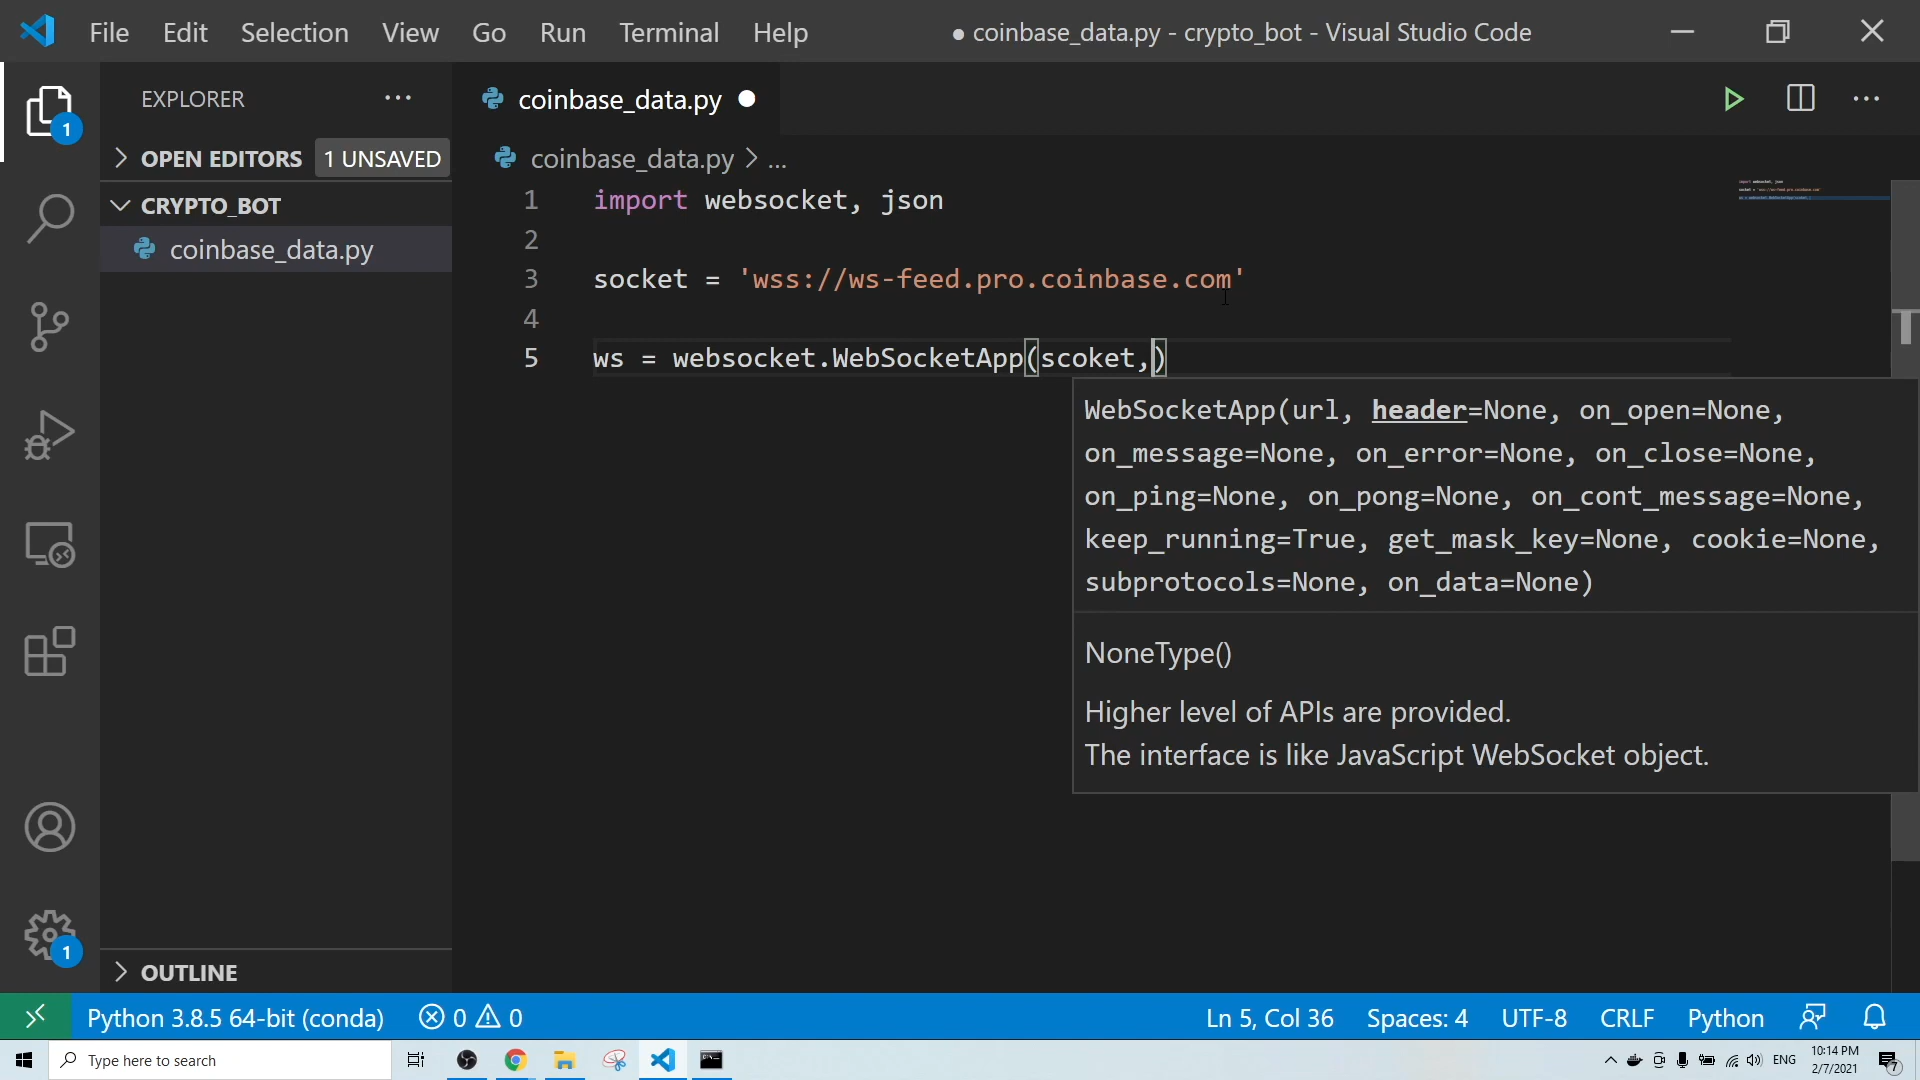 File Edit Selection View Go Run Terminal Help ● coinbase_data.py - crypto_bot - Visual Studio Code
EXPLORER ···
coinbase_data.py ●
1
OPEN EDITORS 1 UNSAVED
coinbase_data.py > ...
CRYPTO_BOT
coinbase_data.py
1 import websocket, json
2
3 socket = 'wss://ws-feed.pro.coinbase.com'
4
5 ws = websocket.WebSocketApp(scoket,)
WebSocketApp(url, header=None, on_open=None,
on_message=None, on_error=None, on_close=None,
on_ping=None, on_pong=None, on_cont_message=None,
keep_running=True, get_mask_key=None, cookie=None,
subprotocols=None, on_data=None)
NoneType()
Higher level of APIs are provided.
The interface is like JavaScript WebSocket object.
1
OUTLINE
Python 3.8.5 64-bit (conda) 0 0 Ln 5, Col 36 Spaces: 4 UTF-8 CRLF Python
Type here to search ENG 10:14 PM
2/7/2021 7